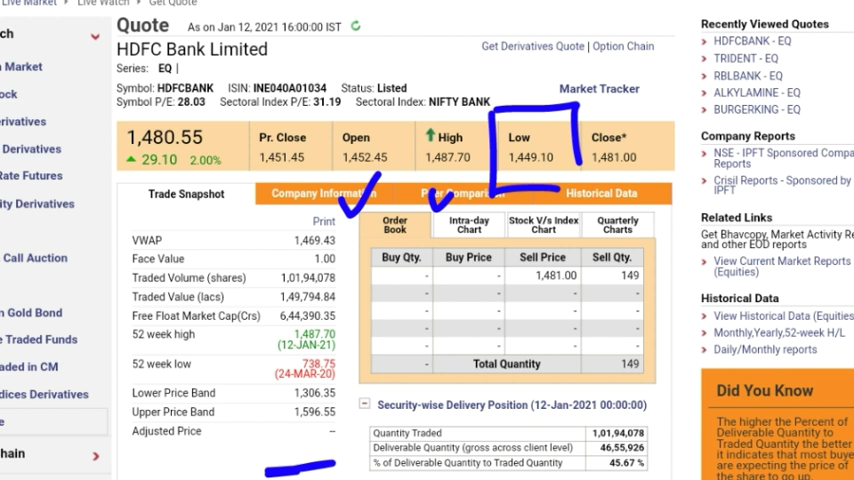 Live Market Live Watch Get Quote
Quote As on Jan 12, 2021 16:00:00 IST
HDFC Bank Limited
Get Derivatives Quote | Option Chain
Series: EQ |
Symbol: HDFCBANK ISIN: INE040A01034 Status: Listed
Market Tracker
Symbol P/E: 28.03 Sectoral Index P/E: 31.19 Sectoral Index: NIFTY BANK
1,480.55
29.10 2.00%
Pr. Close Open High Low Close*
1,451.45 1,452.45 1,487.70 1,449.10 1,481.00
Trade Snapshot Company Information Peer Comparison Historical Data
Print
VWAP 1,469.43
Face Value 1.00
Traded Volume (shares) 1,01,94,078
Traded Value (lacs) 1,49,794.84
Free Float Market Cap(Crs) 6,44,390.35
52 week high 1,487.70
(12-JAN-21)
52 week low 738.75
(24-MAR-20)
Lower Price Band 1,306.35
Upper Price Band 1,596.55
Adjusted Price --
Order Book
Intra-day Chart
Stock V/s Index Chart
Quarterly Charts
Buy Qty. Buy Price Sell Price Sell Qty.
- - 1,481.00 149
- - - -
- - - -
- - - -
- - - -
- Total Quantity 149
Security-wise Delivery Position (12-Jan-2021 00:00:00)
Quantity Traded 1,01,94,078
Deliverable Quantity (gross across client level) 46,55,926
% of Deliverable Quantity to Traded Quantity 45.67 %
Recently Viewed Quotes
HDFCBANK - EQ
TRIDENT - EQ
RBLBANK - EQ
ALKYLAMINE - EQ
BURGERKING - EQ
Company Reports
NSE - IPFT Sponsored Compa
Reports
Crisil Reports - Sponsored by
IPFT
Related Links
Get Bhavcopy, Market Activity Re
and other EOD reports
View Current Market Reports
(Equities)
Historical Data
View Historical Data (Equities
Monthly,Yearly,52-week H/L
Daily/Monthly reports
Did You Know
The higher the Percent of
Deliverable Quantity to
Traded Quantity the better
it indicates that most buye
are expecting the price of
the share to go up.
ch
Market
ock
erivatives
Derivatives
Rate Futures
ity Derivatives
Call Auction
n Gold Bond
e Traded Funds
aded in CM
dices Derivatives
e
hain